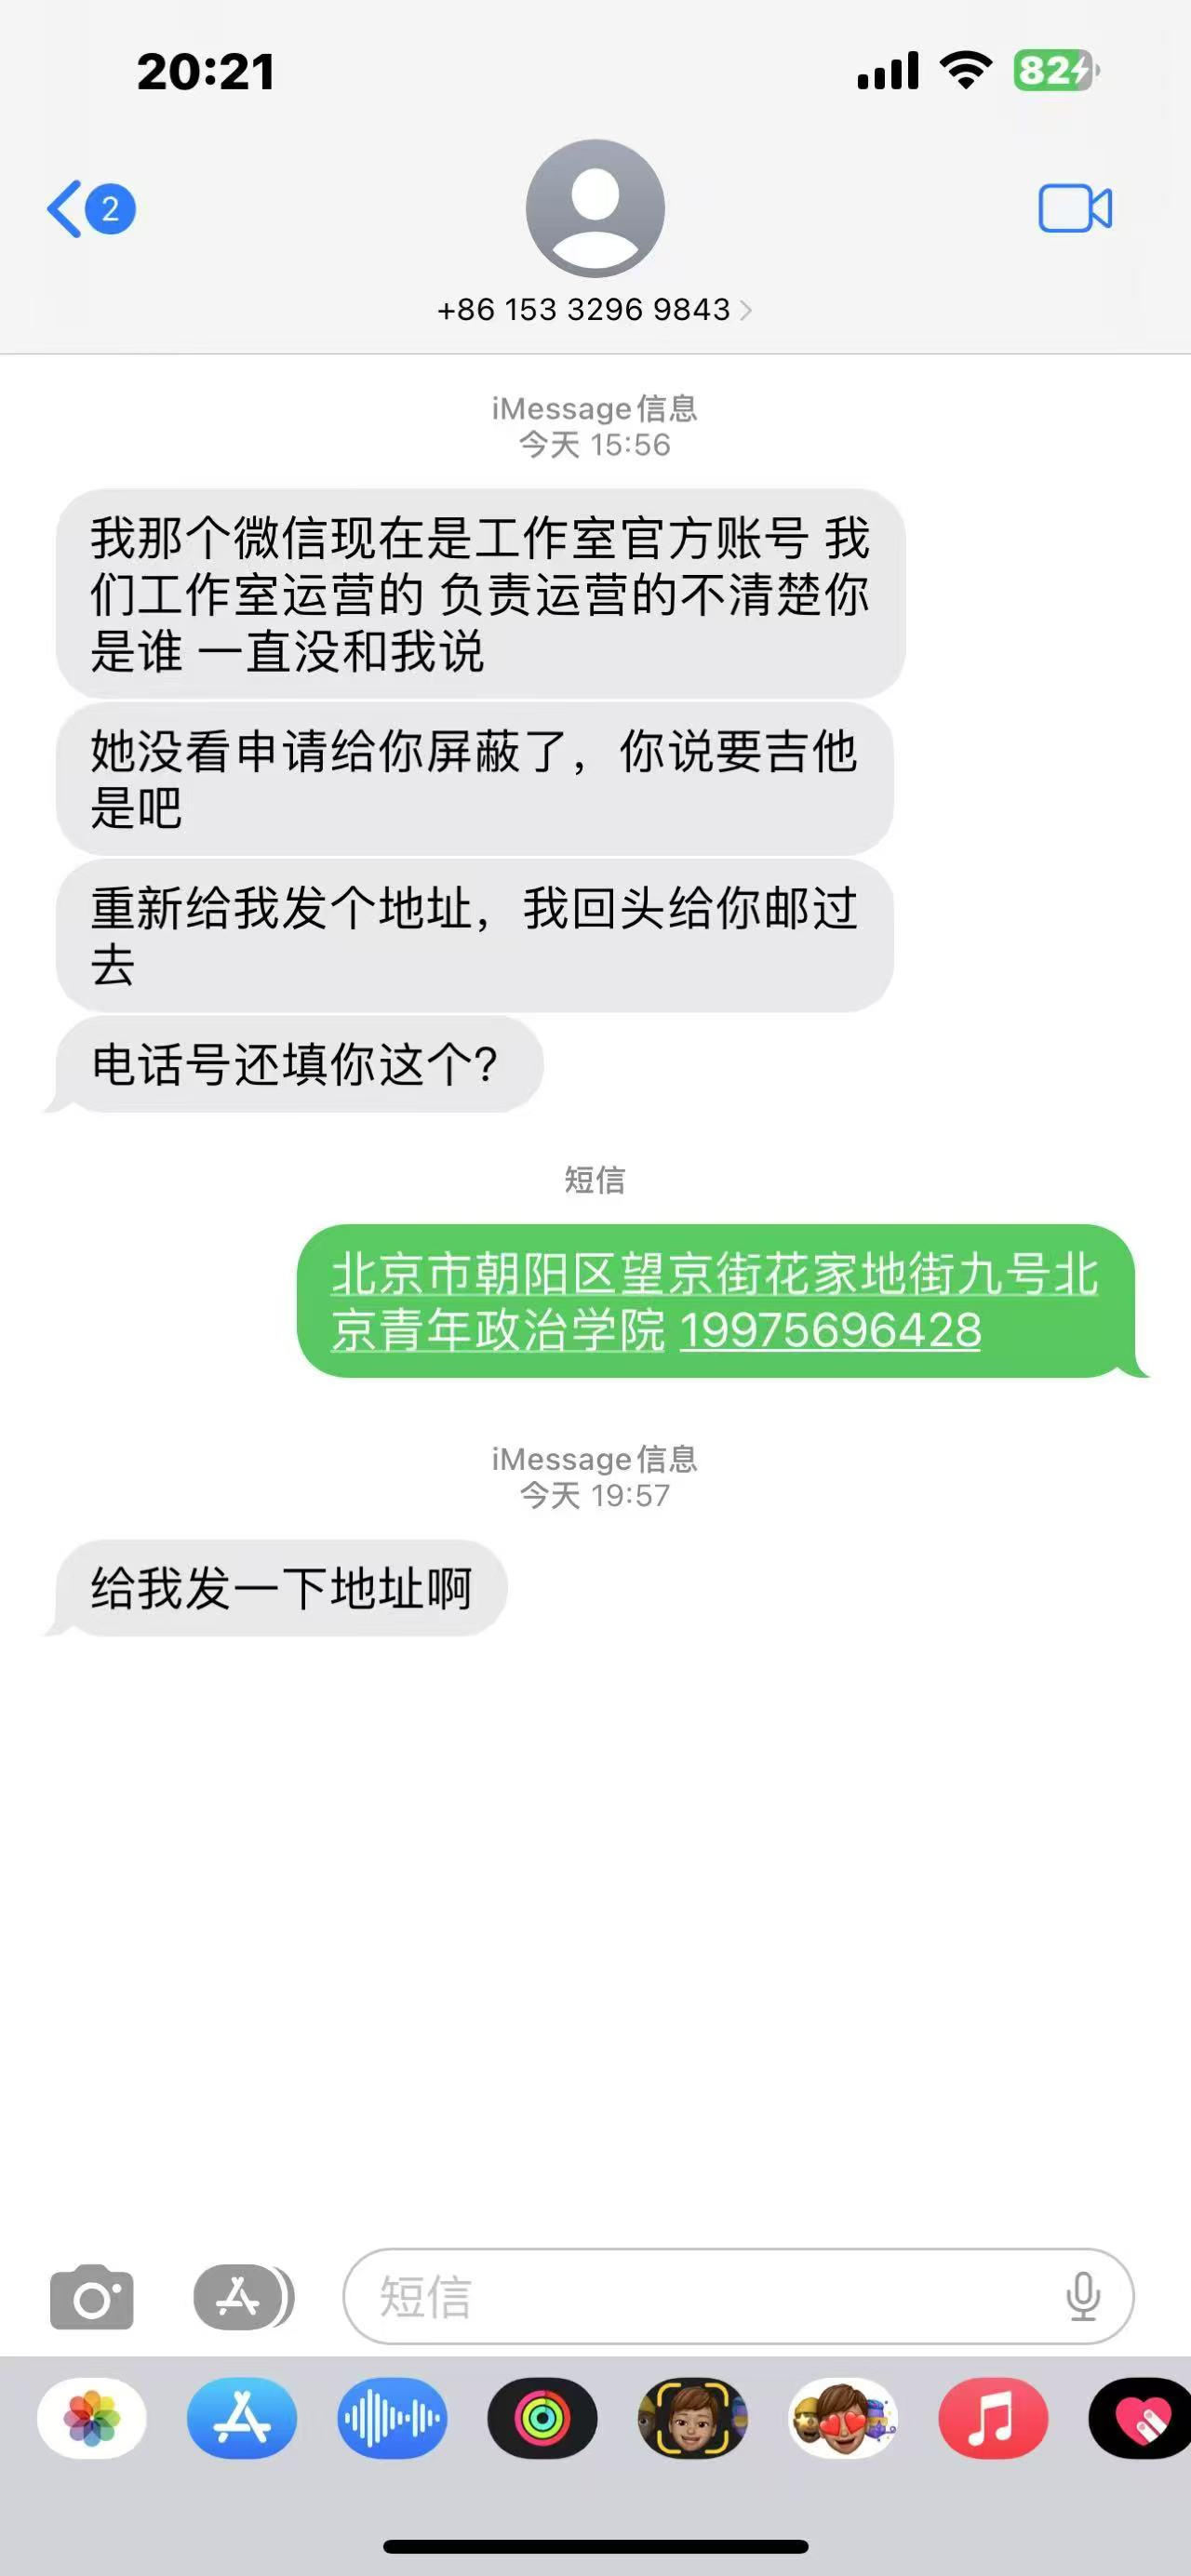 20:21
82
2
+86 153 3296 9843
iMessage信息
今天 15:56
我那个微信现在是工作室官方账号 我
们工作室运营的 负责运营的不清楚你
是谁 一直没和我说
她没看申请给你屏蔽了，你说要吉他
是吧
重新给我发个地址，我回头给你邮过
去
电话号还填你这个?
短信
北京市朝阳区望京街花家地街九号北
京青年政治学院 19975696428
iMessage信息
今天 19:57
给我发一下地址啊
短信